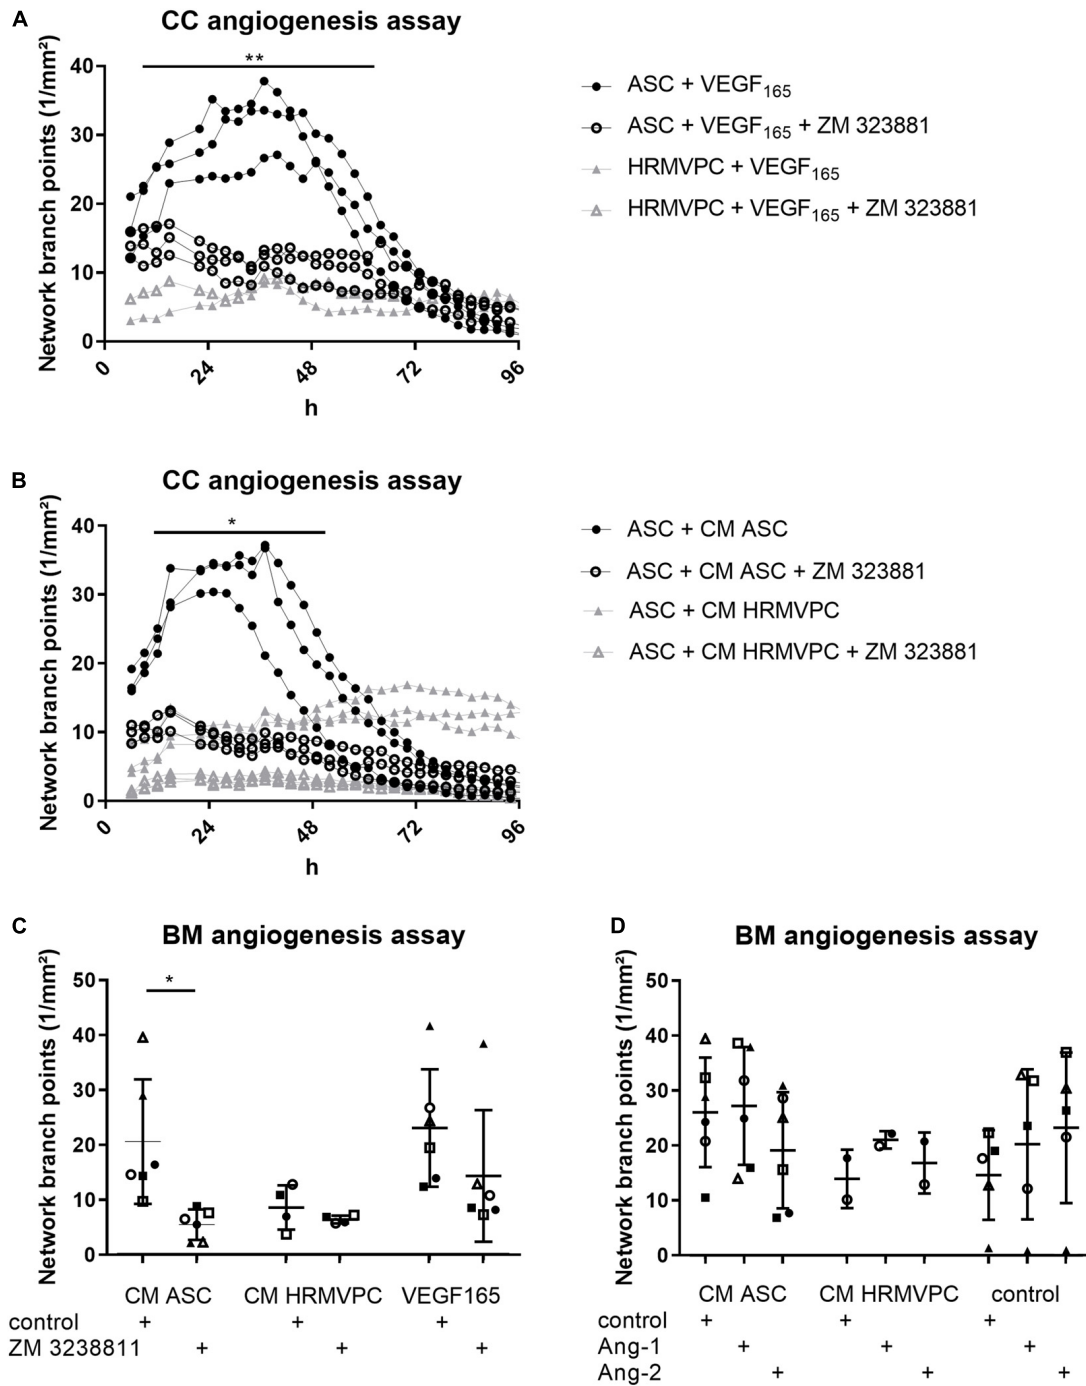 A
CC angiogenesis assay
Network branch points (1/mm²)
40
30
20
10
0
**
0 24 48 72 96
h
ASC + VEGF165
ASC + VEGF165 + ZM 323881
HRMVPC + VEGF165
HRMVPC + VEGF165 + ZM 323881
B
CC angiogenesis assay
Network branch points (1/mm²)
40
30
20
10
0
*
0 24 48 72 96
h
ASC + CM ASC
ASC + CM ASC + ZM 323881
ASC + CM HRMVPC
ASC + CM HRMVPC + ZM 323881
C
BM angiogenesis assay
Network branch points (1/mm²)
50
40
30
20
10
0
*
CM ASC CM HRMVPC VEGF165
control + + +
ZM 3238811 + + +
D
BM angiogenesis assay
Network branch points (1/mm²)
50
40
30
20
10
0
CM ASC CM HRMVPC control
control + + +
Ang-1 + + +
Ang-2 + + +